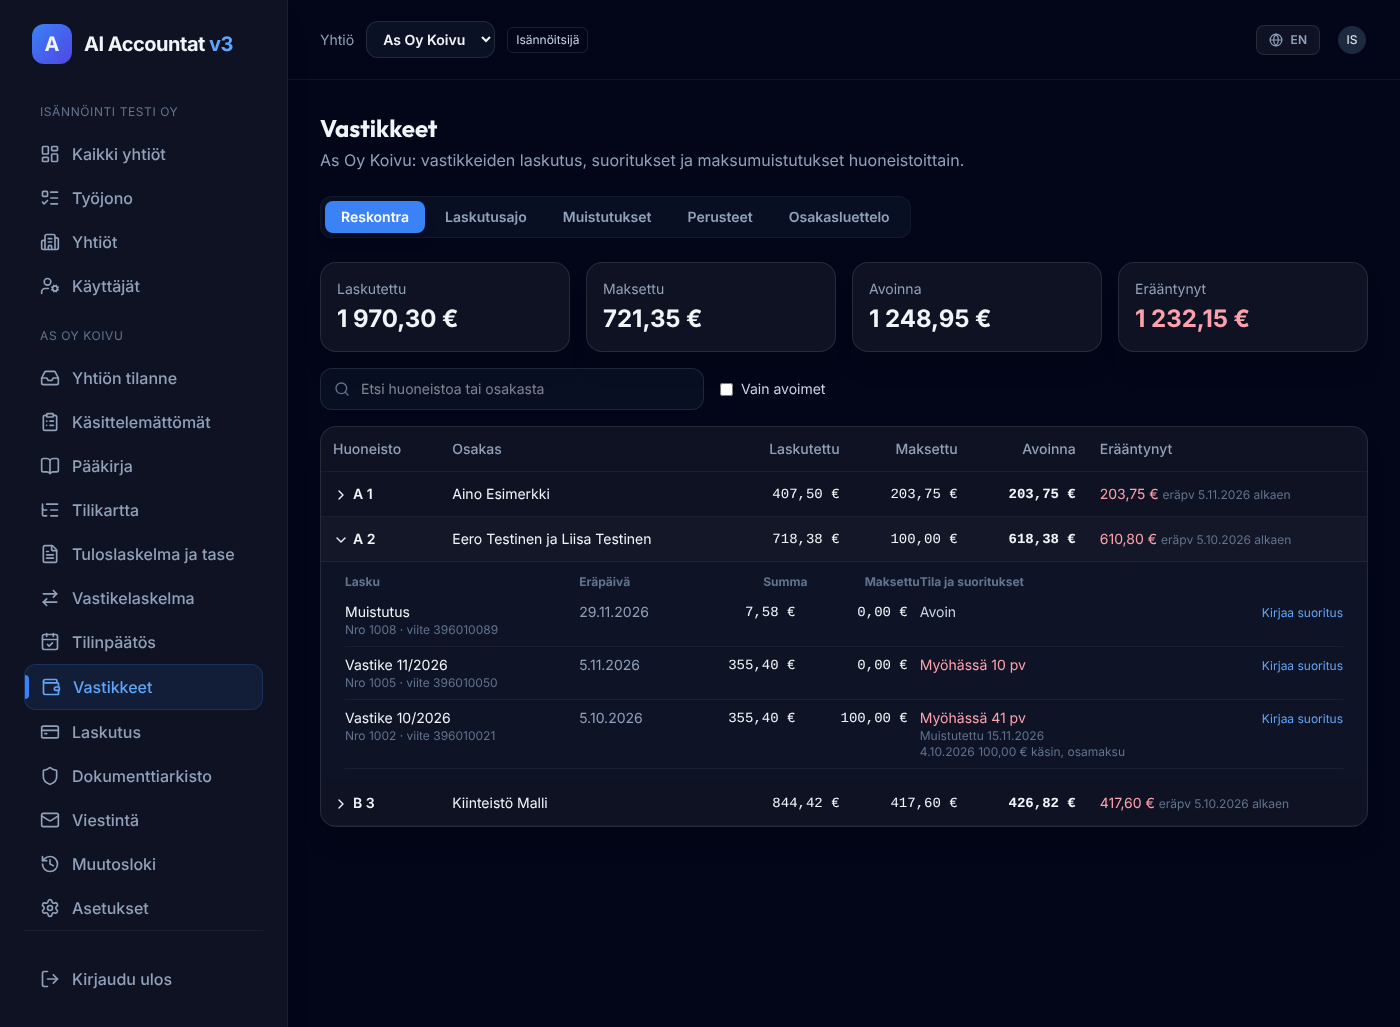 A AI Accountat v3
ISÄNNÖINTI TESTI OY
Kaikki yhtiöt
Työjono
Yhtiöt
Käyttäjät
AS OY KOIVU
Yhtiön tilanne
Käsittelemättömät
Pääkirja
Tilikartta
Tuloslaskelma ja tase
Vastikelaskelma
Tilinpäätös
Vastikkeet
Laskutus
Dokumenttiarkisto
Viestintä
Muutosloki
Asetukset
Kirjaudu ulos
Yhtiö As Oy Koivu Isännöitsijä EN IS
Vastikkeet
As Oy Koivu: vastikkeiden laskutus, suoritukset ja maksumuistutukset huoneistoittain.
Reskontra Laskutusajo Muistutukset Perusteet Osakasluettelo
Laskutettu Maksettu Avoinna Erääntynyt
1 970,30 € 721,35 € 1 248,95 € 1 232,15 €
Etsi huoneistoa tai osakasta Vain avoimet
Huoneisto Osakas Laskutettu Maksettu Avoinna Erääntynyt
A 1 Aino Esimerkki 407,50 € 203,75 € 203,75 € 203,75 € eräpv 5.11.2026 alkaen
A 2 Eero Testinen ja Liisa Testinen 718,38 € 100,00 € 618,38 € 610,80 € eräpv 5.10.2026 alkaen
Lasku Eräpäivä Summa Maksettu Tila ja suoritukset
Muistutus 29.11.2026 7,58 € 0,00 € Avoin Kirjaa suoritus
Nro 1008 · viite 396010089
Vastike 11/2026 5.11.2026 355,40 € 0,00 € Myöhässä 10 pv Kirjaa suoritus
Nro 1005 · viite 396010050
Vastike 10/2026 5.10.2026 355,40 € 100,00 € Myöhässä 41 pv Kirjaa suoritus
Nro 1002 · viite 396010021 Muistutettu 15.11.2026
4.10.2026 100,00 € käsin, osamaksu
B 3 Kiinteistö Malli 844,42 € 417,60 € 426,82 € 417,60 € eräpv 5.10.2026 alkaen